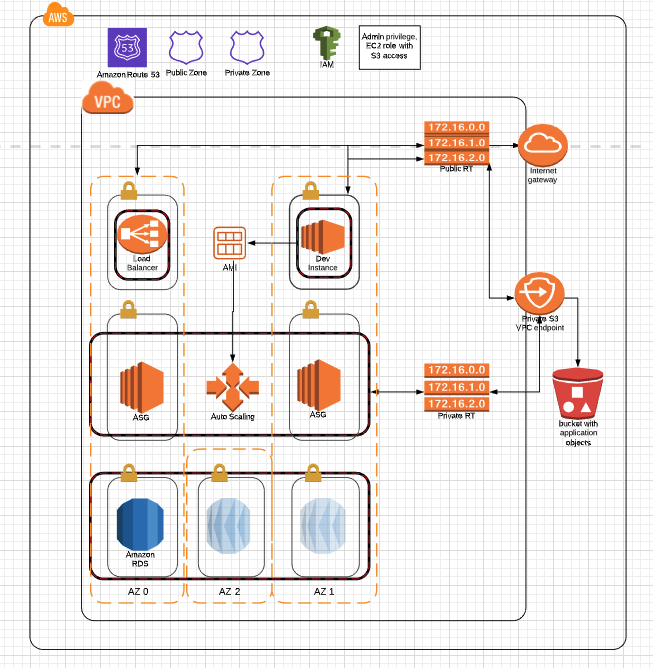 AWS
53
Amazon Route 53
Public Zone
Private Zone
IAM
Admin privilege,
EC2 role with
S3 access
VPC
172.16.0.0
172.16.1.0
172.16.2.0
Public RT
Internet
gateway
Load
Balancer
AMI
Dev
Instance
Private S3
VPC endpoint
ASG
Auto Scaling
ASG
172.16.0.0
172.16.1.0
172.16.2.0
Private RT
bucket with
application
objects
Amazon
RDS
AZ 0
AZ 2
AZ 1